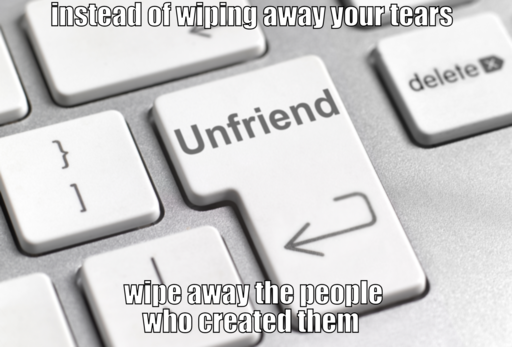 instead of wiping away your tears
delete
Unfriend
}
]
wipe away the people
who created them